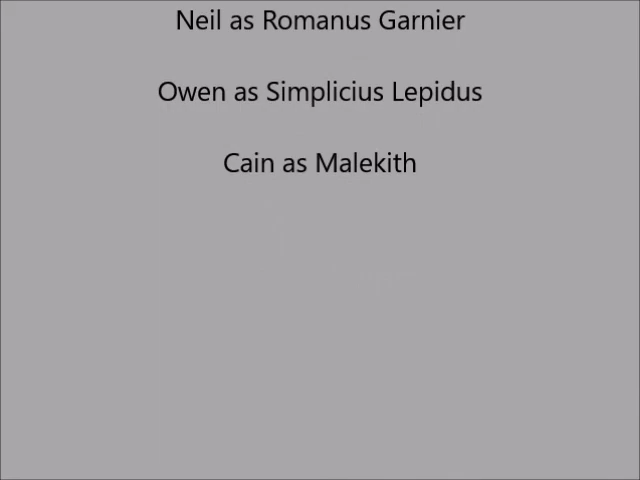 Neil as Romanus Garnier
Owen as Simplicius Lepidus
Cain as Malekith